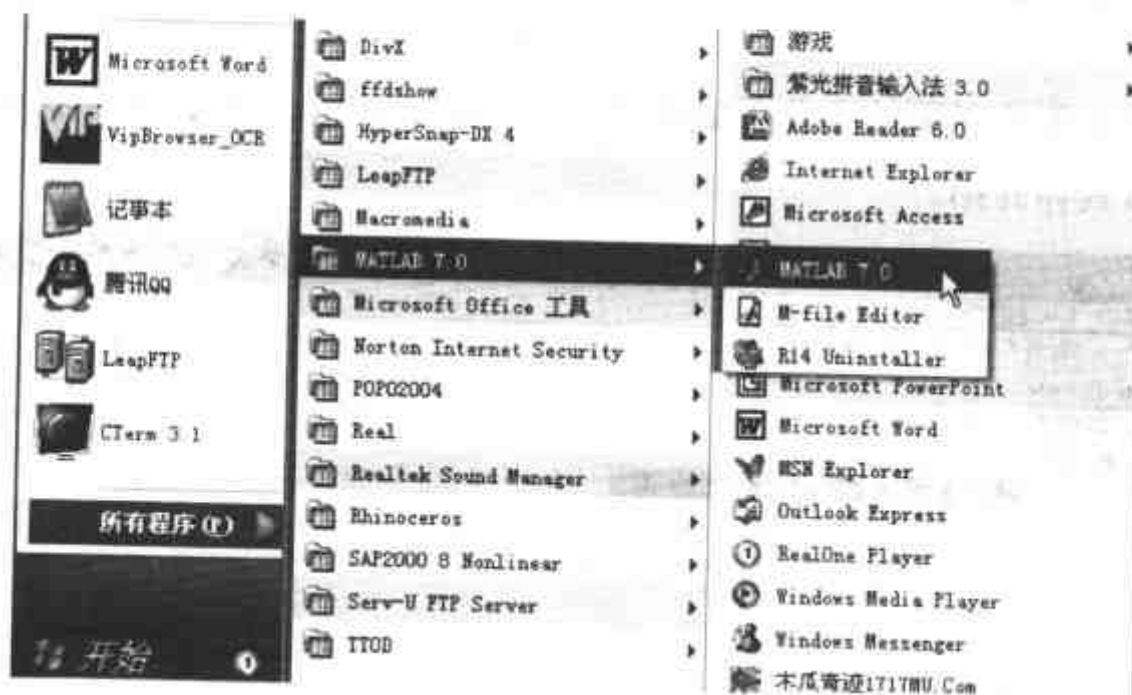 Microsoft Word
VipBrowser_OCR
记事本
腾讯QQ
LeapFTP
CTerm 3.1
所有程序(P)
开始
DivX
ffdshow
HyperSnap-DX 4
LeapFTP
Macromedia
MATLAB 7.0
Microsoft Office 工具
Norton Internet Security
POPO2004
Real
Realtek Sound Manager
Rhinoceros
SAP2000 8 Nonlinear
Serv-U FTP Server
游戏
紫光拼音输入法 3.0
Adobe Reader 6.0
Internet Explorer
Microsoft Access
MATLAB 7.0
M-file Editor
R14 Uninstaller
Microsoft PowerPoint
Microsoft Word
MSN Explorer
Outlook Express
RealOne Player
Windows Media Player
Windows Messenger
木瓜奇迹1717MU.Com